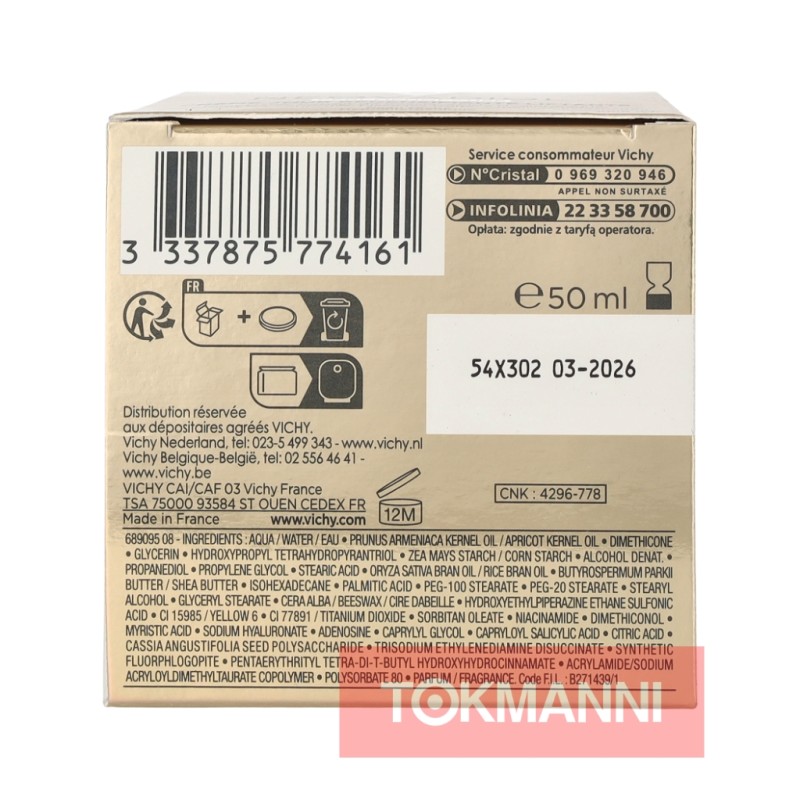 Service consommateur Vichy
N°Cristal 0 969 320 946
APPEL NON SURTAXÉ
INFOLINIA 22 33 58 700
Opłata: zgodnie z taryfą operatora.
3 337875 774161
FR
e 50 ml
54X302 03-2026
Distribution réservée
aux dépositaires agréés VICHY.
Vichy Nederland, tel: 023-5 499 343 - www.vichy.nl
Vichy Belgique-België, tel: 02 556 46 41 -
www.vichy.be
VICHY CAI/CAF 03 Vichy France
TSA 75000 93584 ST OUEN CEDEX FR
Made in France www.vichy.com
12M
CNK : 4296-778
689095 08 - INGREDIENTS : AQUA / WATER / EAU • PRUNUS ARMENIACA KERNEL OIL / APRICOT KERNEL OIL • DIMETHICONE
• GLYCERIN • HYDROXYPROPYL TETRAHYDROPYRANTRIOL • ZEA MAYS STARCH / CORN STARCH • ALCOHOL DENAT. •
PROPANEDIOL • PROPYLENE GLYCOL • STEARIC ACID • ORYZA SATIVA BRAN OIL / RICE BRAN OIL • BUTYROSPERMUM PARKII
BUTTER / SHEA BUTTER • ISOHEXADECANE • PALMITIC ACID • PEG-100 STEARATE • PEG-20 STEARATE • STEARYL
ALCOHOL • GLYCERYL STEARATE • CERA ALBA / BEESWAX / CIRE DABEILLE • HYDROXYETHYLPIPERAZINE ETHANE SULFONIC
ACID • CI 15985 / YELLOW 6 • CI 77891 / TITANIUM DIOXIDE • SORBITAN OLEATE • NIACINAMIDE • DIMETHICONOL
MYRISTIC ACID • SODIUM HYALURONATE • ADENOSINE • CAPRYLYL GLYCOL • CAPRYLOYL SALICYLIC ACID • CITRIC ACID •
CASSIA ANGUSTIFOLIA SEED POLYSACCHARIDE • TRISODIUM ETHYLENEDIAMINE DISUCCINATE • SYNTHETIC
FLUORPHLOGOPITE • PENTAERYTHRITYL TETRA-DI-T-BUTYL HYDROXYHYDROCINNAMATE • ACRYLAMIDE/SODIUM
ACRYLOYLDIMETHYLTAURATE COPOLYMER • POLYSORBATE 80 • PARFUM / FRAGRANCE. Code F.I.L. : B271439/1
TOKMANNI